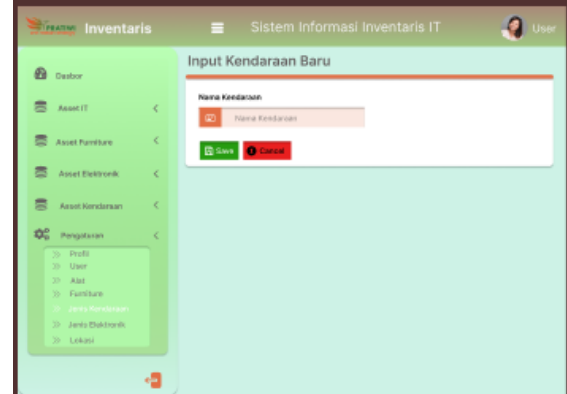 Inventaris
Sistem Informasi Inventaris IT
User
Dasbor
Asset IT
Asset Furniture
Asset Elektronik
Asset Kendaraan
Pengaturan
Profil
User
Alat
Furniture
Jenis Kendaraan
Jenis Elektronik
Lokasi
Input Kendaraan Baru
Nama Kendaraan
Nama Kendaraan
Save
Cancel